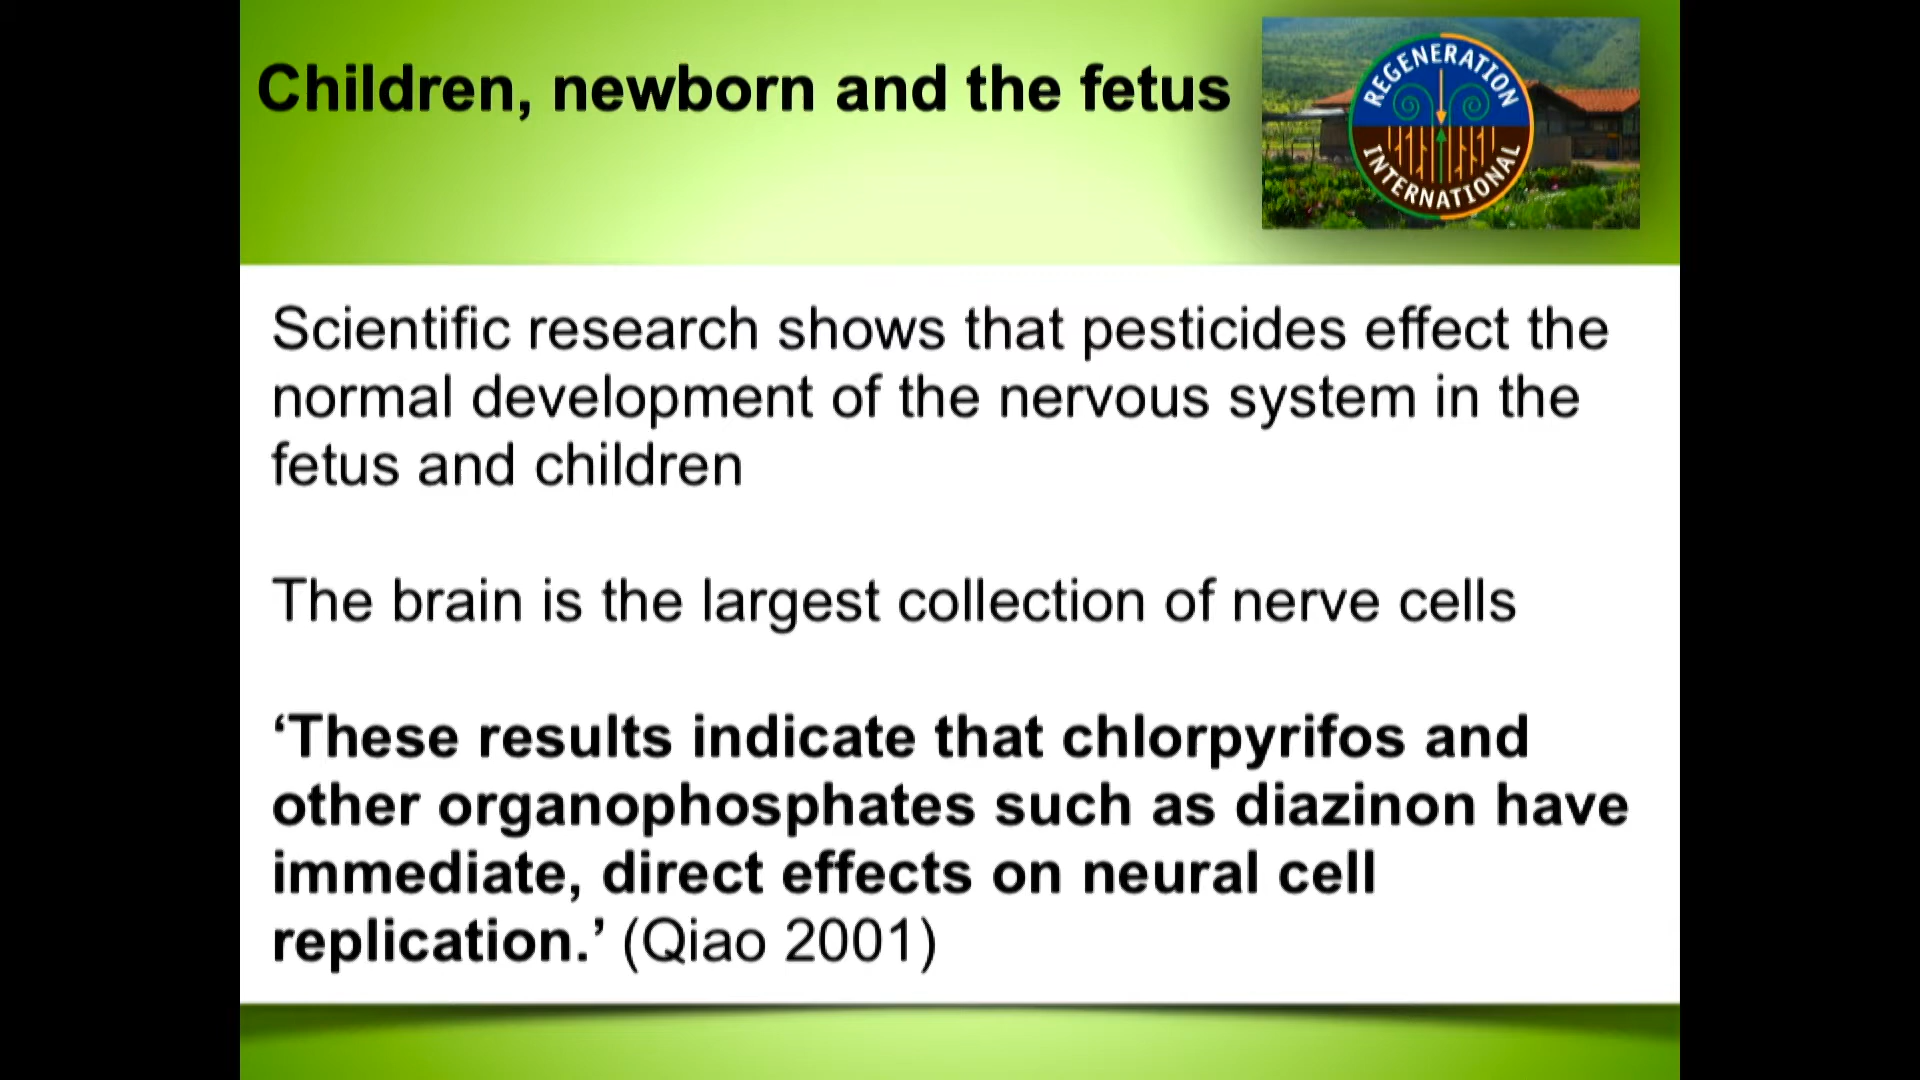 Children, newborn and the fetus
REGENERATION
INTERNATIONAL
Scientific research shows that pesticides effect the
normal development of the nervous system in the
fetus and children
The brain is the largest collection of nerve cells
‘These results indicate that chlorpyrifos and
other organophosphates such as diazinon have
immediate, direct effects on neural cell
replication.’ (Qiao 2001)